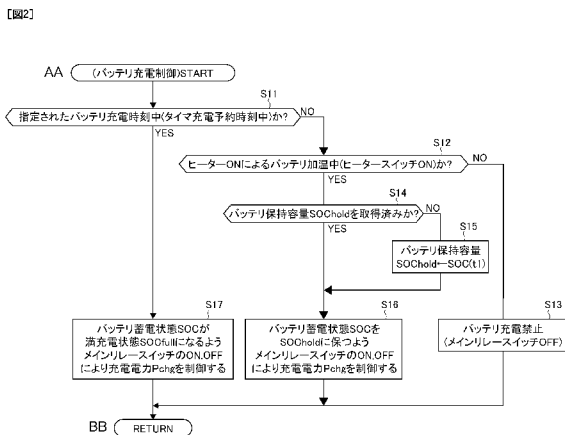 [図2]
AA (バッテリ充電制御)START
S11
指定されたバッテリ充電時刻中(タイマ充電予約時刻中)か?
NO
YES
S12
ヒーターONによるバッテリ加温中(ヒータースイッチON)か?
NO
YES
S14
バッテリ保持容量SOCholdを取得済みか?
NO
YES
S15
バッテリ保持容量
SOChold←SOC(t1)
S17
バッテリ蓄電状態SOCが
満充電状態SOCfullになるよう
メインリレースイッチのON,OFF
により充電電力Pchgを制御する
S16
バッテリ蓄電状態SOCを
SOCholdに保つよう
メインリレースイッチのON,OFF
により充電電力Pchgを制御する
S13
バッテリ充電禁止
(メインリレースイッチOFF)
BB RETURN